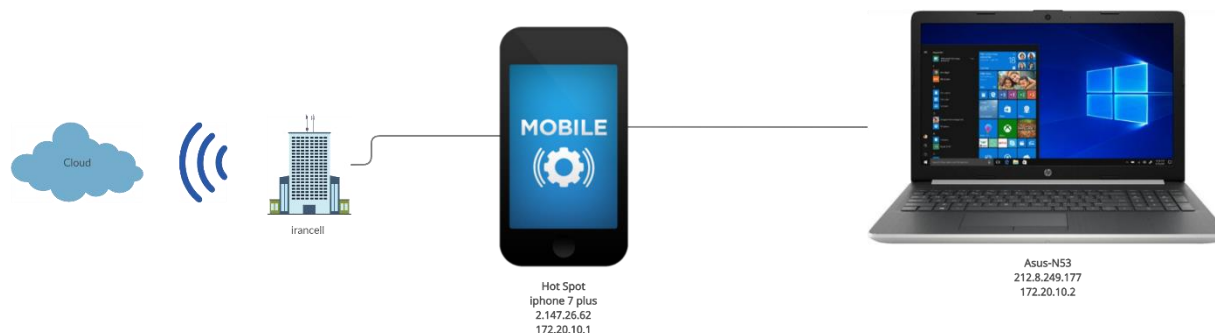 Cloud
irancell
MOBILE
Hot Spot
iphone 7 plus
2.147.26.62
172.20.10.1
hp
Asus-N53
212.8.249.177
172.20.10.2